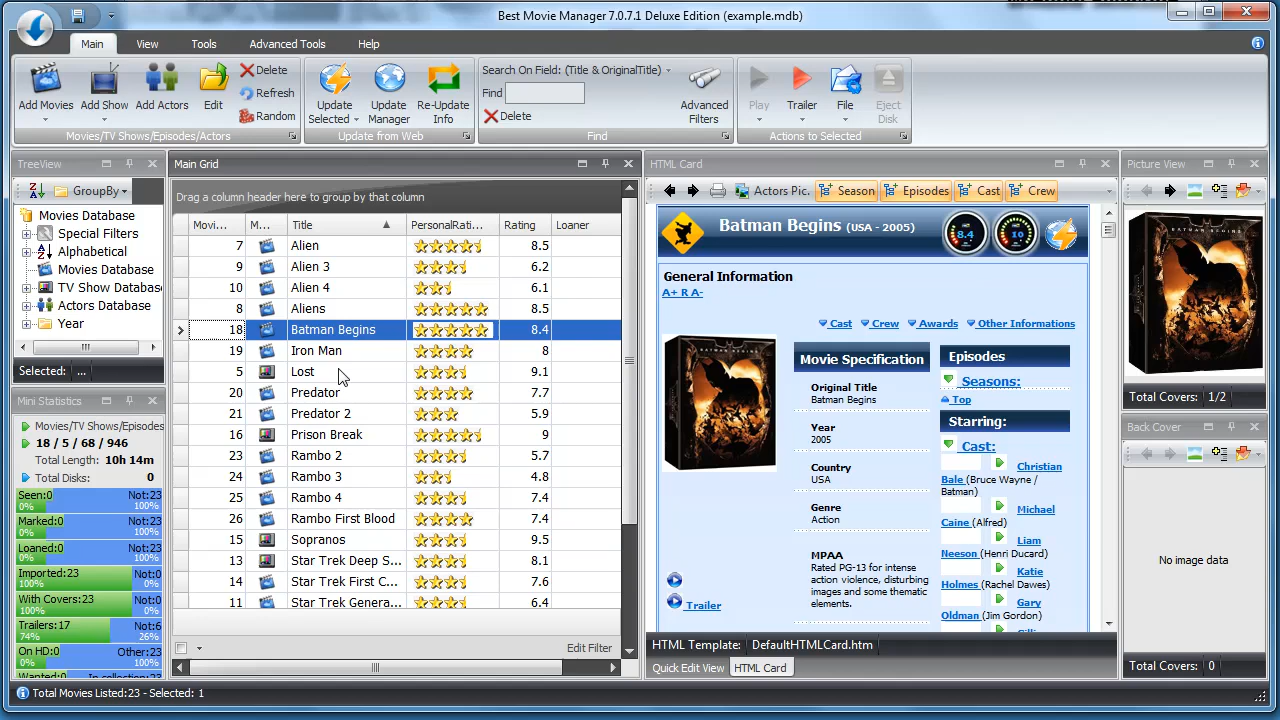 Best Movie Manager 7.0.7.1 Deluxe Edition (example.mdb)
Main View Tools Advanced Tools Help
Add Movies
Add Show
Add Actors
Edit
Delete
Refresh
Random
Movies/TV Shows/Episodes/Actors
Update Selected
Update Manager
Re-Update Info
Update from Web
Search On Field: (Title & OriginalTitle)
Find
Delete
Advanced Filters
Find
Play
Trailer
File
Eject Disk
Actions to Selected
TreeView
GroupBy
Movies Database
Special Filters
Alphabetical
Movies Database
TV Show Database
Actors Database
Year
Selected: ...
Mini Statistics
Movies/TV Shows/Episodes
18 / 5 / 68 / 946
Total Length: 10h 14m
Total Disks: 0
Seen:0 Not:23
0% 100%
Marked:0 Not:23
0% 100%
Loaned:0 Not:23
0% 100%
Imported:23 Not:0
100% 0%
With Covers:23 Not:0
100% 0%
Trailers:17 Not:6
74% 26%
On HD:0 Other:23
0% 100%
Wanted:0 In collection:23
Main Grid
Drag a column header here to group by that column
Movi... M... Title PersonalRati... Rating Loaner
7 Alien 8.5
9 Alien 3 6.2
10 Alien 4 6.1
8 Aliens 8.5
18 Batman Begins 8.4
19 Iron Man 8
5 Lost 9.1
20 Predator 7.7
21 Predator 2 5.9
16 Prison Break 9
23 Rambo 2 5.7
24 Rambo 3 4.8
25 Rambo 4 7.4
26 Rambo First Blood 7.4
15 Sopranos 9.5
13 Star Trek Deep S... 8.1
14 Star Trek First C... 7.6
11 Star Trek Genera... 6.4
Edit Filter
HTML Card
Actors Pic. Season Episodes Cast Crew
Batman Begins (USA - 2005)
8.4 10
General Information
A+ R A-
Cast Crew Awards Other Informations
Movie Specification
Original Title
Batman Begins
Year
2005
Country
USA
Genre
Action
MPAA
Rated PG-13 for intense
action violence, disturbing
images and some thematic
elements.
Trailer
Episodes
Seasons:
Top
Starring:
Cast:
Christian
Bale (Bruce Wayne /
Batman)
Michael
Caine (Alfred)
Liam
Neeson (Henri Ducard)
Katie
Holmes (Rachel Dawes)
Gary
Oldman (Jim Gordon)
HTML Template: DefaultHTMLCard.htm
Quick Edit View HTML Card
Picture View
Total Covers: 1/2
Back Cover
No image data
Total Covers: 0
Total Movies Listed:23 - Selected: 1